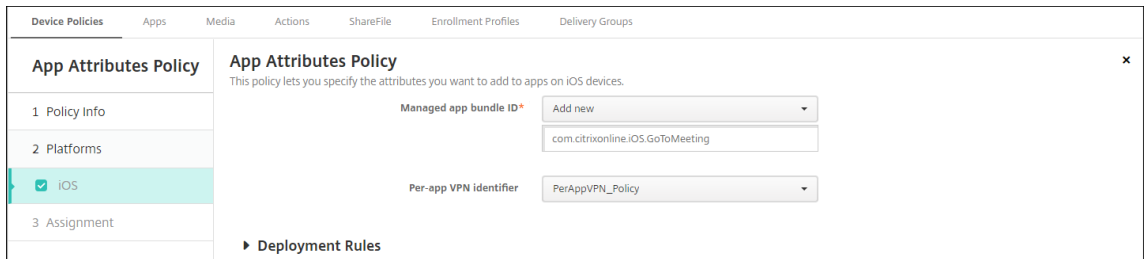 Device Policies Apps Media Actions ShareFile Enrollment Profiles Delivery Groups
App Attributes Policy
1 Policy Info
2 Platforms
iOS
3 Assignment
App Attributes Policy
This policy lets you specify the attributes you want to add to apps on iOS devices.
Managed app bundle ID* Add new
com.citrixonline.iOS.GoToMeeting
Per-app VPN identifier PerAppVPN_Policy
Deployment Rules